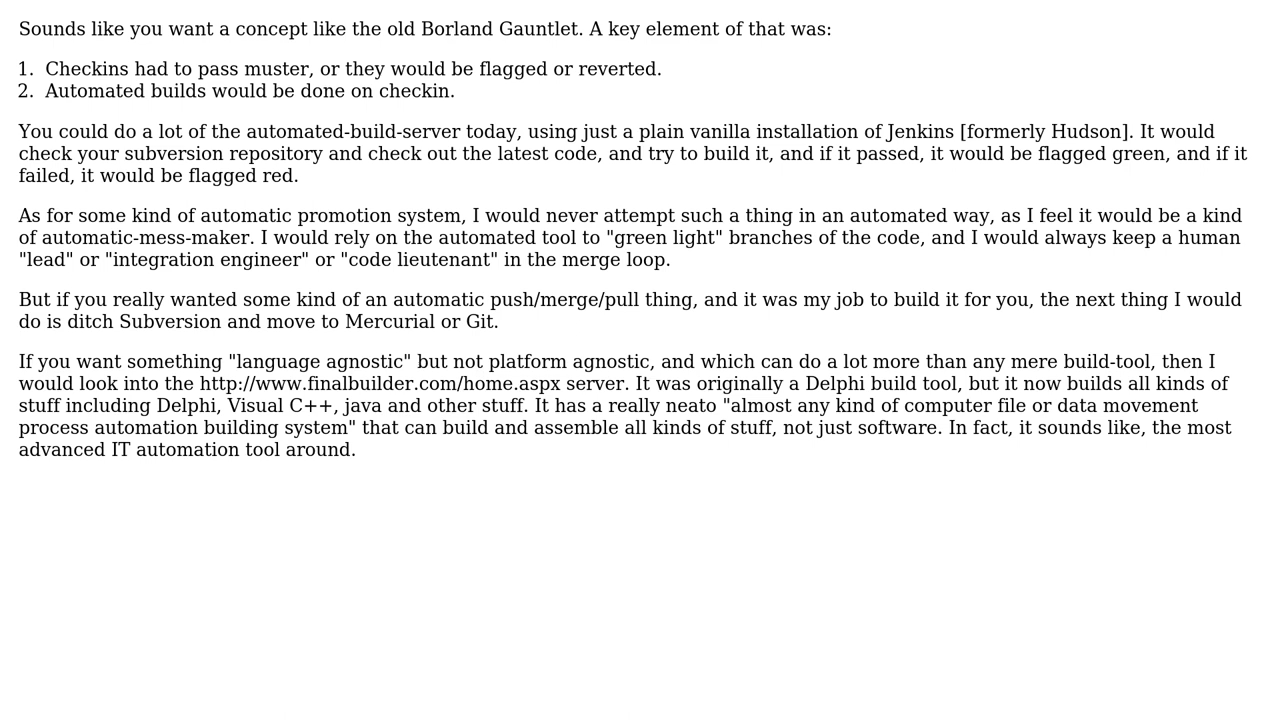 Sounds like you want a concept like the old Borland Gauntlet. A key element of that was:
1. Checkins had to pass muster, or they would be flagged or reverted.
2. Automated builds would be done on checkin.
You could do a lot of the automated-build-server today, using just a plain vanilla installation of Jenkins [formerly Hudson]. It would
check your subversion repository and check out the latest code, and try to build it, and if it passed, it would be flagged green, and if it
failed, it would be flagged red.
As for some kind of automatic promotion system, I would never attempt such a thing in an automated way, as I feel it would be a kind
of automatic-mess-maker. I would rely on the automated tool to "green light" branches of the code, and I would always keep a human
"lead" or "integration engineer" or "code lieutenant" in the merge loop.
But if you really wanted some kind of an automatic push/merge/pull thing, and it was my job to build it for you, the next thing I would
do is ditch Subversion and move to Mercurial or Git.
If you want something "language agnostic" but not platform agnostic, and which can do a lot more than any mere build-tool, then I
would look into the http://www.finalbuilder.com/home.aspx server. It was originally a Delphi build tool, but it now builds all kinds of
stuff including Delphi, Visual C++, java and other stuff. It has a really neato "almost any kind of computer file or data movement
process automation building system" that can build and assemble all kinds of stuff, not just software. In fact, it sounds like, the most
advanced IT automation tool around.